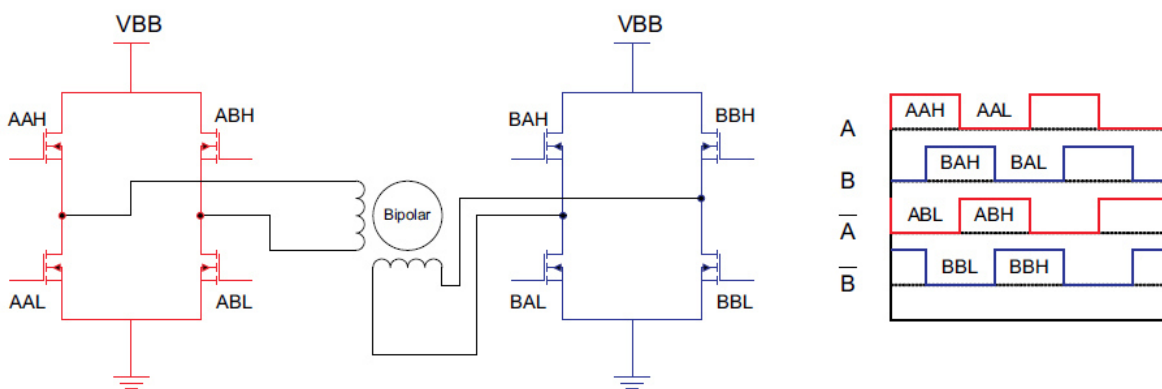 VBB
VBB
AAH
ABH
BAH
BBH
Bipolar
AAL
ABL
BAL
BBL
A
AAH AAL
B
BAH BAL
A
ABL ABH
B
BBL BBH